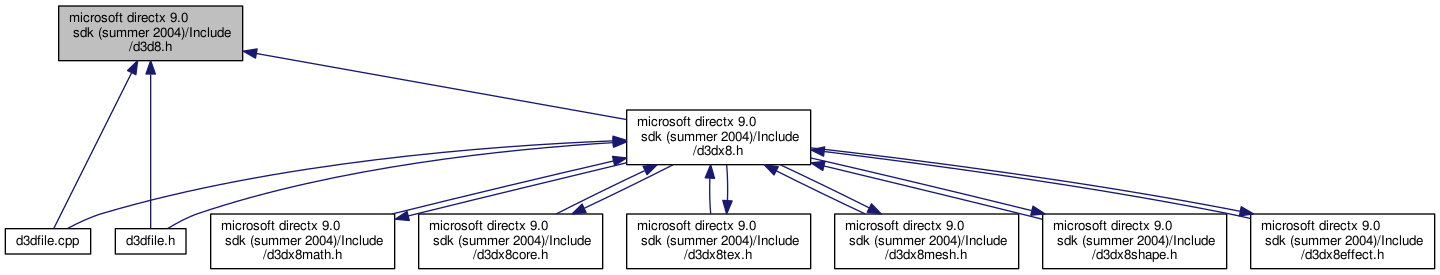 microsoft directx 9.0
sdk (summer 2004)/Include
/d3d8.h
microsoft directx 9.0
sdk (summer 2004)/Include
/d3dx8.h
d3dfile.cpp
d3dfile.h
microsoft directx 9.0
sdk (summer 2004)/Include
/d3dx8math.h
microsoft directx 9.0
sdk (summer 2004)/Include
/d3dx8core.h
microsoft directx 9.0
sdk (summer 2004)/Include
/d3dx8tex.h
microsoft directx 9.0
sdk (summer 2004)/Include
/d3dx8mesh.h
microsoft directx 9.0
sdk (summer 2004)/Include
/d3dx8shape.h
microsoft directx 9.0
sdk (summer 2004)/Include
/d3dx8effect.h